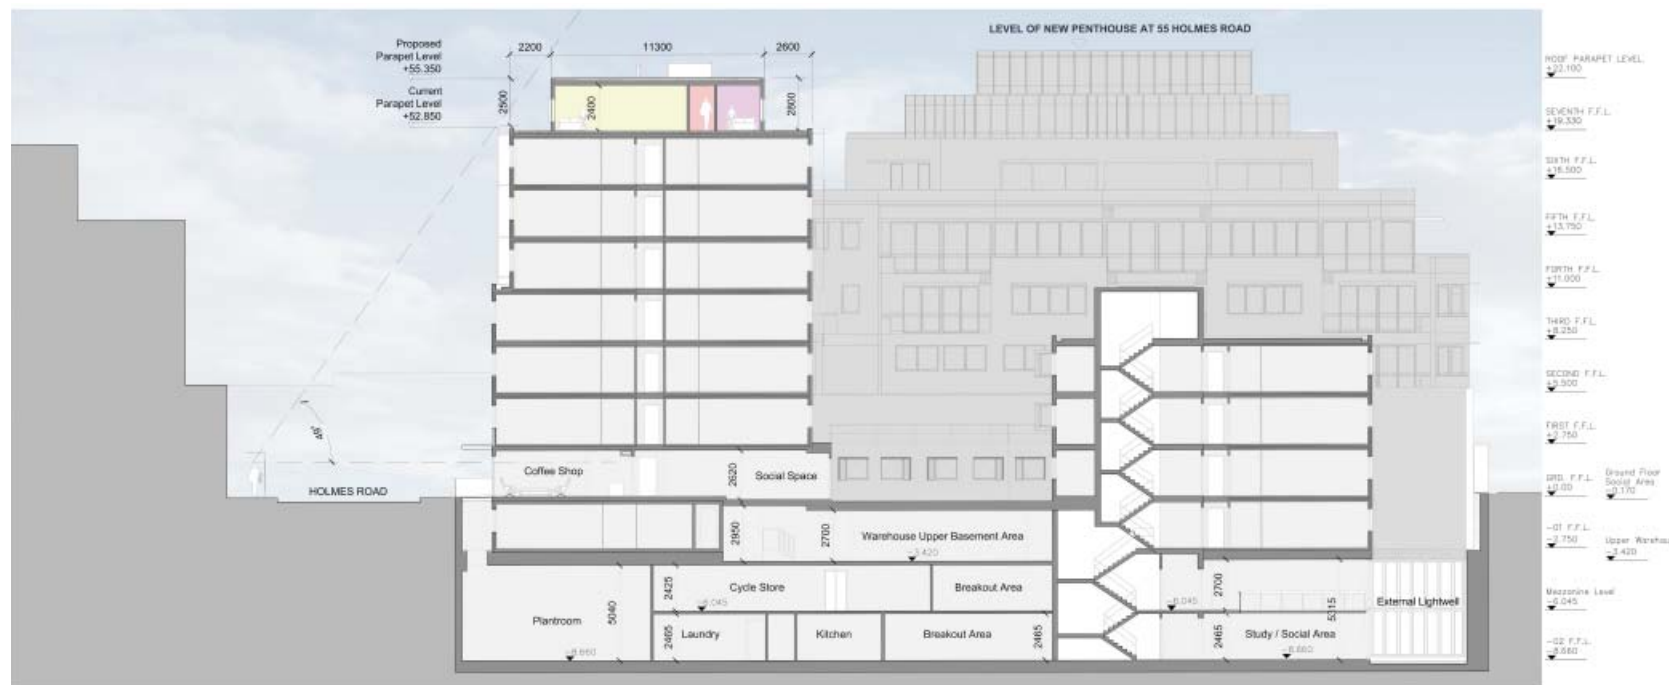 LEVEL OF NEW PENTHOUSE AT 55 HOLMES ROAD
Proposed
Parapet Level
+55.350
Current
Parapet Level
+52.850
2200
11300
2600
2500
2400
2800
ROOF PARAPET LEVEL
+22.100
SEVENTH F.F.L.
+19.330
SIXTH F.F.L.
+16.500
FIFTH F.F.L.
+13.750
FORTH F.F.L.
+11.000
THIRD F.F.L.
+8.250
SECOND F.F.L.
+5.500
FIRST F.F.L.
+2.750
GRD. F.F.L.
+0.00
Ground Floor
Social Area
-0.170
-01 F.F.L.
-2.750
Upper Warehou
-3.420
Mezzanine Level
-6.045
-02 F.F.L.
-8.660
49°
HOLMES ROAD
Coffee Shop
2620
Social Space
2950
2700
Warehouse Upper Basement Area
-3.420
Plantroom
5040
-8.660
2425
Cycle Store
-6.045
Breakout Area
2465
Laundry
Kitchen
Breakout Area
2465
-6.045
2700
5315
External Lightwell
2465
Study / Social Area
-8.660